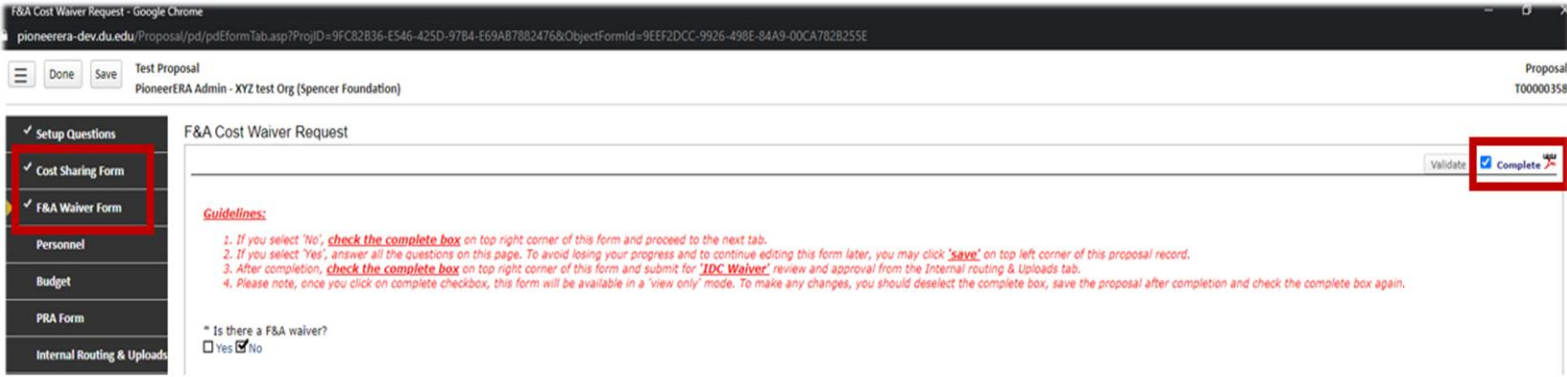 F&A Cost Waiver Request - Google Chrome
pioneerera-dev.du.edu/Proposal/pd/pdEformTab.asp?ProjID=9FC82B36-E546-425D-97B4-E69AB7882476&ObjectFormId=9EEF2DCC-9926-498E-84A9-00CA782B255E
Done Save Test Proposal Proposal
PioneerERA Admin - XYZ test Org (Spencer Foundation) T00000358
Setup Questions
Cost Sharing Form
F&A Waiver Form
Personnel
Budget
PRA Form
Internal Routing & Uploads
F&A Cost Waiver Request
Validate Complete
Guidelines:
1. If you select 'No', check the complete box on top right corner of this form and proceed to the next tab.
2. If you select 'Yes', answer all the questions on this page. To avoid losing your progress and to continue editing this form later, you may click 'save' on top left corner of this proposal record.
3. After completion, check the complete box on top right corner of this form and submit for 'IDC Waiver' review and approval from the Internal routing & Uploads tab.
4. Please note, once you click on complete checkbox, this form will be available in a 'view only' mode. To make any changes, you should deselect the complete box, save the proposal after completion and check the complete box again.
* Is there a F&A waiver?
Yes No